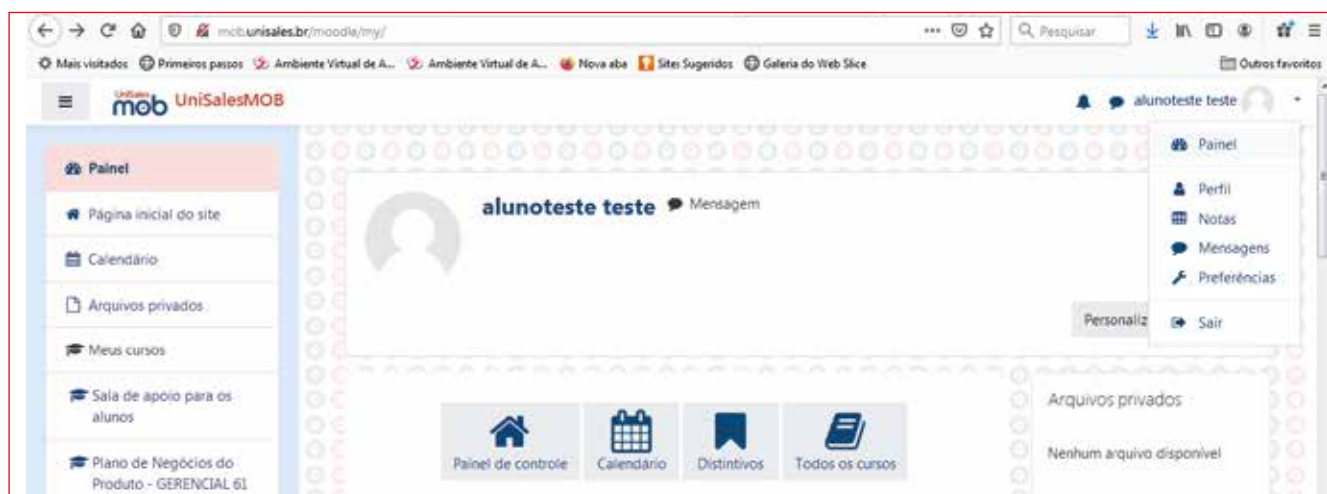 mob.unisales.br/moodle/my/
Pesquisar
Mais visitados Primeiros passos Ambiente Virtual de A... Ambiente Virtual de A... Nova aba Sites Sugeridos Galeria do Web Slice Outros favoritos
UniSales
mob UniSalesMOB alunoteste teste
Painel
Página inicial do site
Calendário
Arquivos privados
Meus cursos
Sala de apoio para os
alunos
Plano de Negócios do
Produto - GERENCIAL 61
alunoteste teste Mensagem
Personaliz
Painel
Perfil
Notas
Mensagens
Preferências
Sair
Painel de controle Calendário Distintivos Todos os cursos
Arquivos privados
Nenhum arquivo disponível